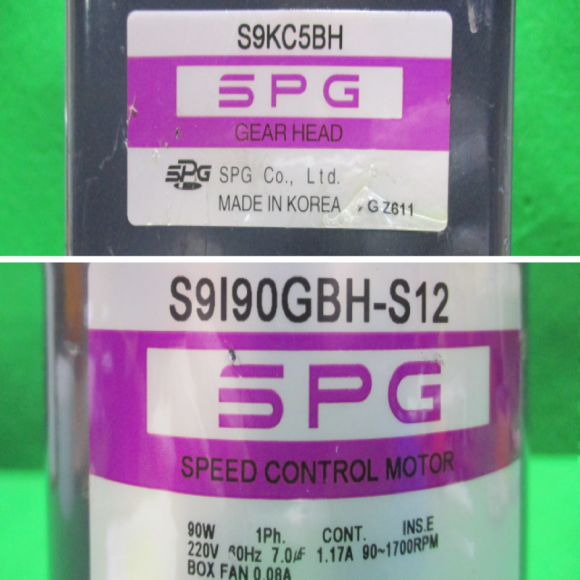 S9KC5BH
SPG
GEAR HEAD
SPG SPG Co., Ltd.
MADE IN KOREA GZ611
S9I90GBH-S12
SPG
SPEED CONTROL MOTOR
90W 1Ph. CONT. INS.E
220V 60Hz 7.0μF 1.17A 90~1700RPM
BOX FAN 0.08A